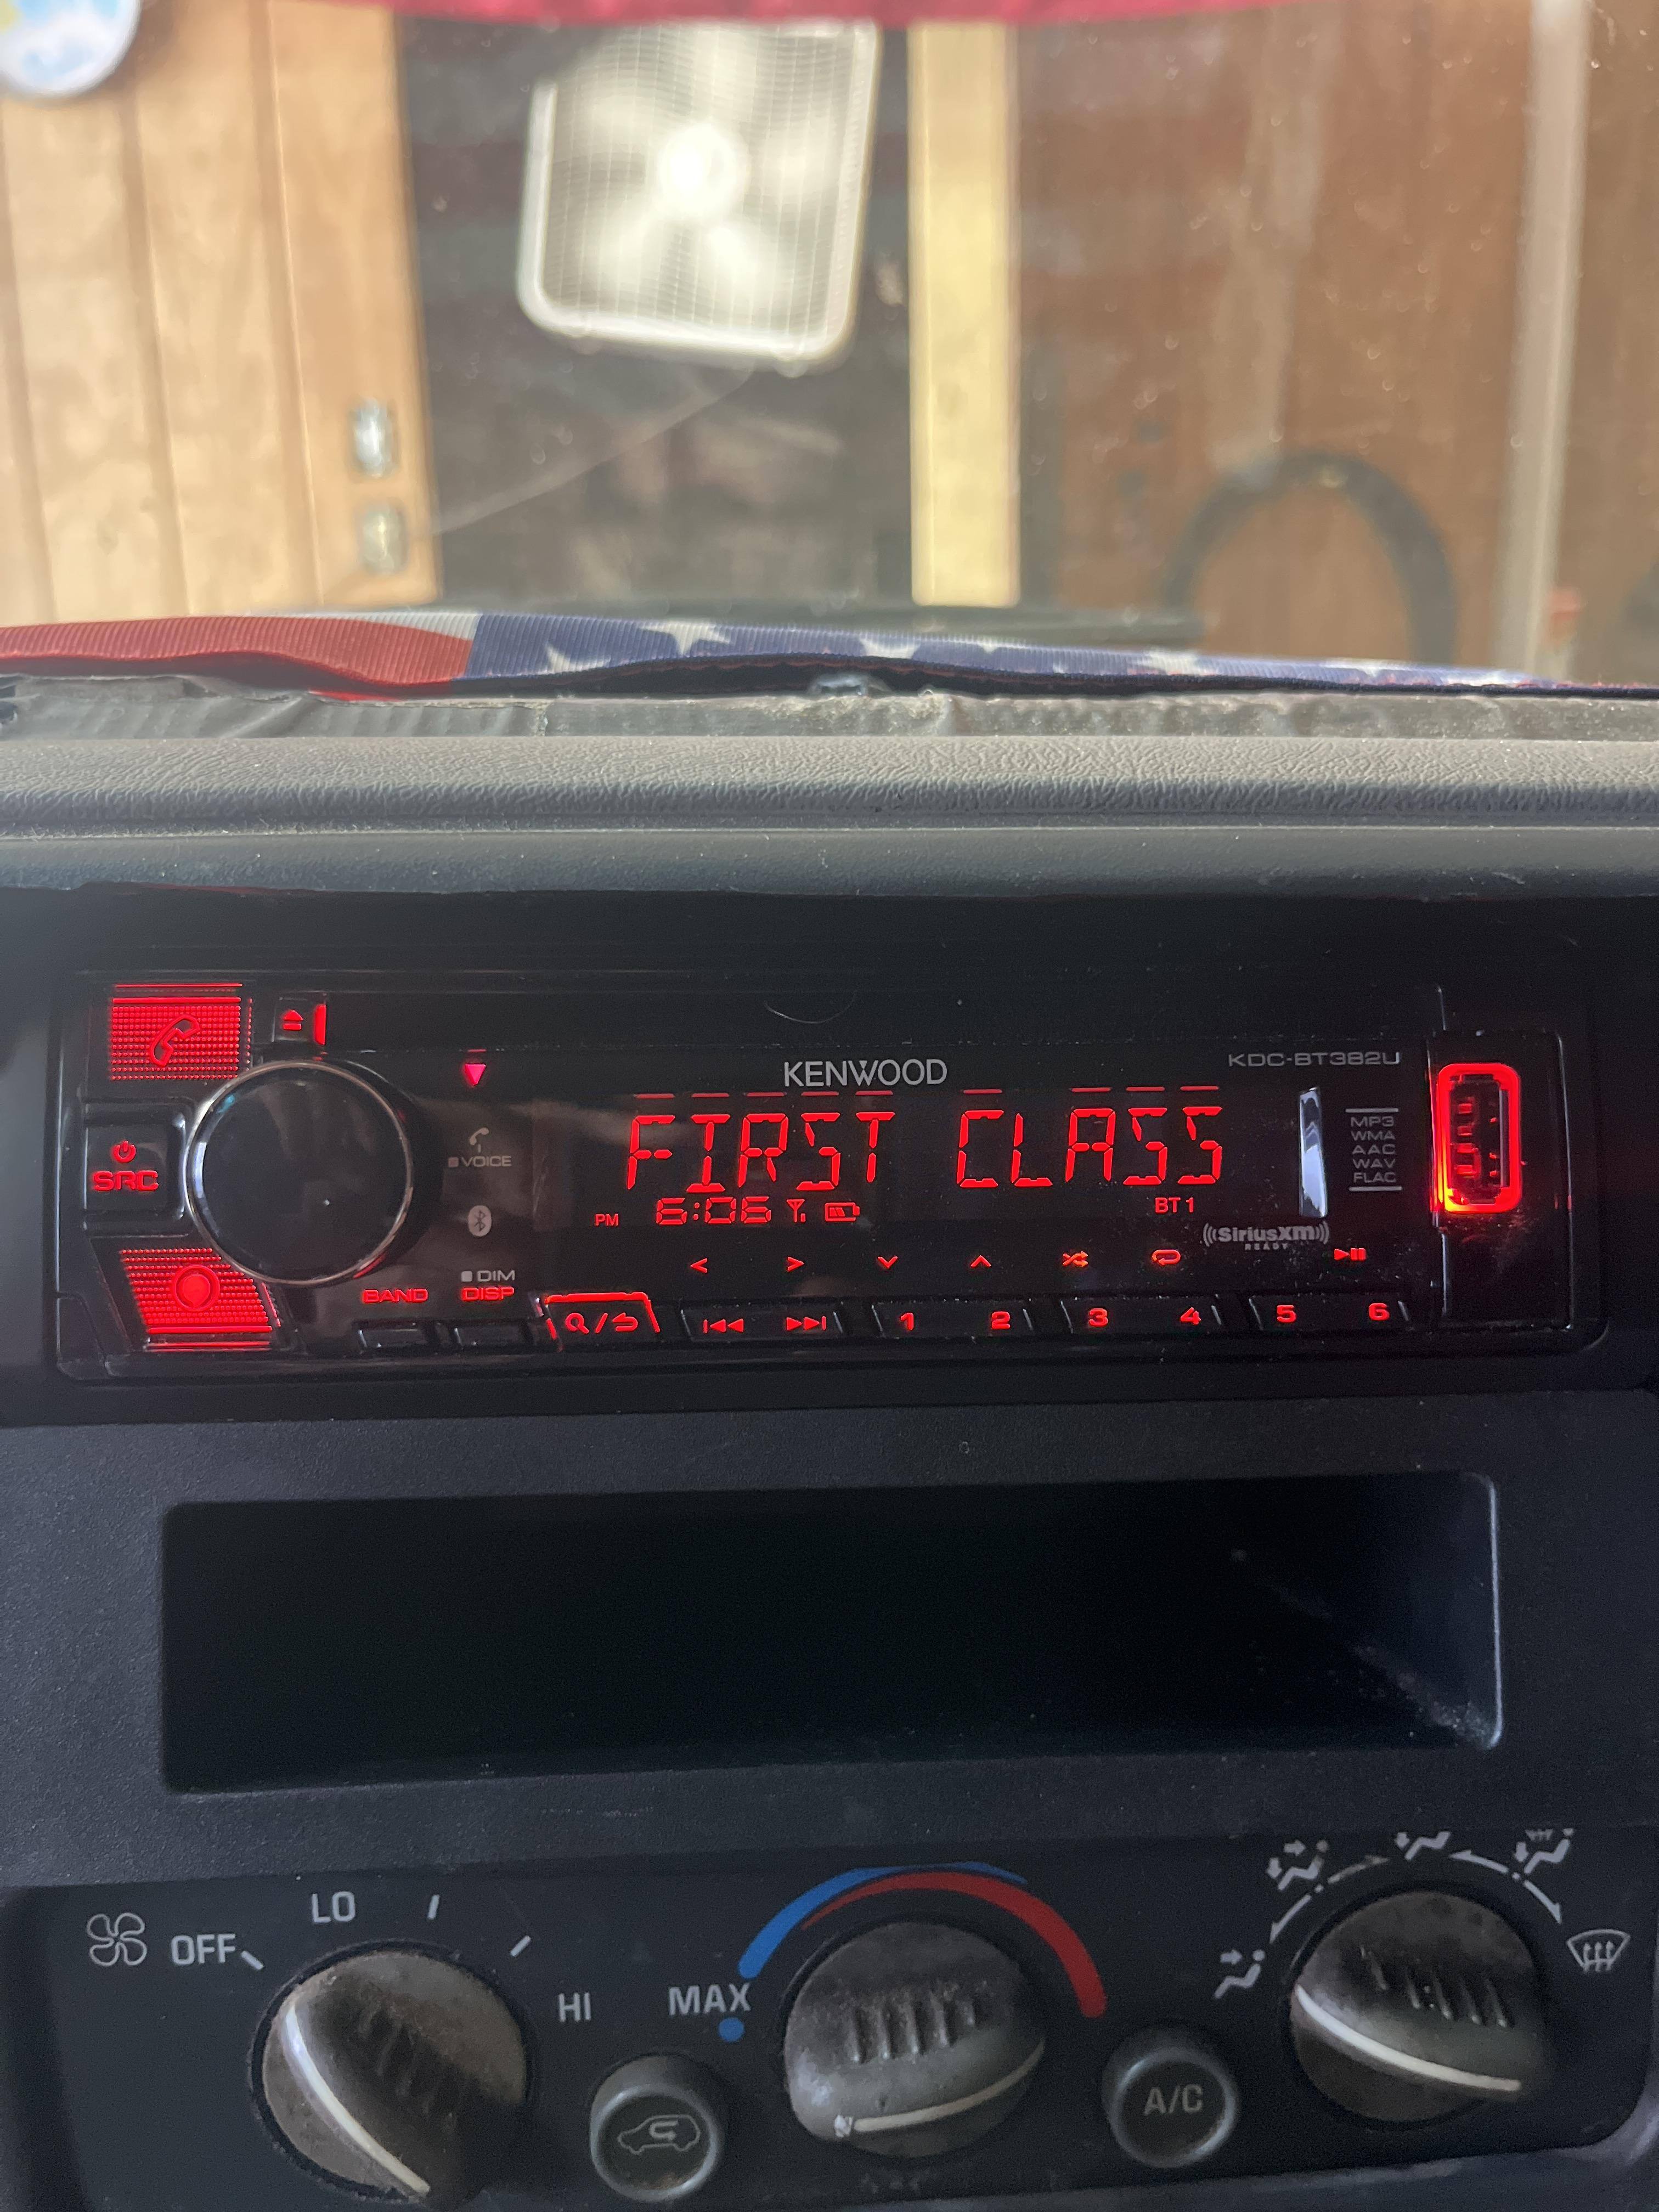 KENWOOD
KDC-BT382U
FIRST CLASS
MP3
WMA
AAC
WAV
FLAC
SRC
VOICE
PM 6:06
BT1
SiriusXM
READY
DIM
BAND DISP
Q/
1 2 3 4 5 6
LO
OFF
HI
MAX
A/C